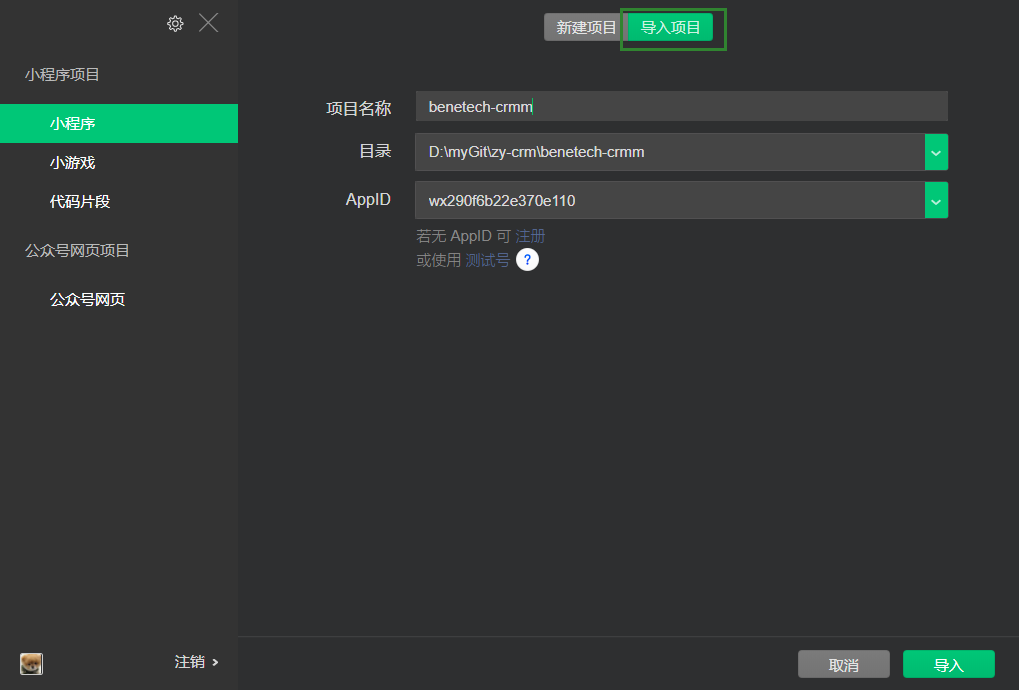 新建项目 导入项目
小程序项目
小程序
小游戏
代码片段
公众号网页项目
公众号网页
项目名称 benetech-crmm
目录 D:\myGit\zy-crm\benetech-crmm
AppID wx290f6b22e370e110
若无 AppID 可 注册
或使用 测试号 ?
注销 >
取消 导入